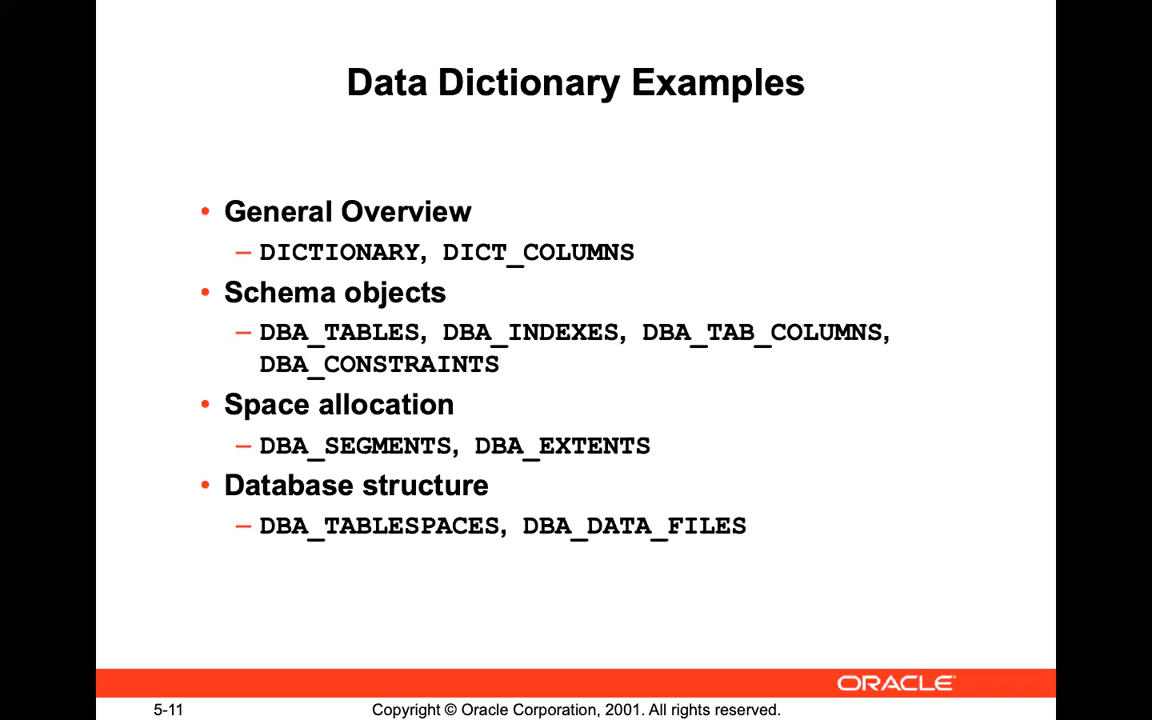 Data Dictionary Examples
• General Overview
– DICTIONARY, DICT_COLUMNS
• Schema objects
– DBA_TABLES, DBA_INDEXES, DBA_TAB_COLUMNS,
DBA_CONSTRAINTS
• Space allocation
– DBA_SEGMENTS, DBA_EXTENTS
• Database structure
– DBA_TABLESPACES, DBA_DATA_FILES
ORACLE
5-11 Copyright © Oracle Corporation, 2001. All rights reserved.